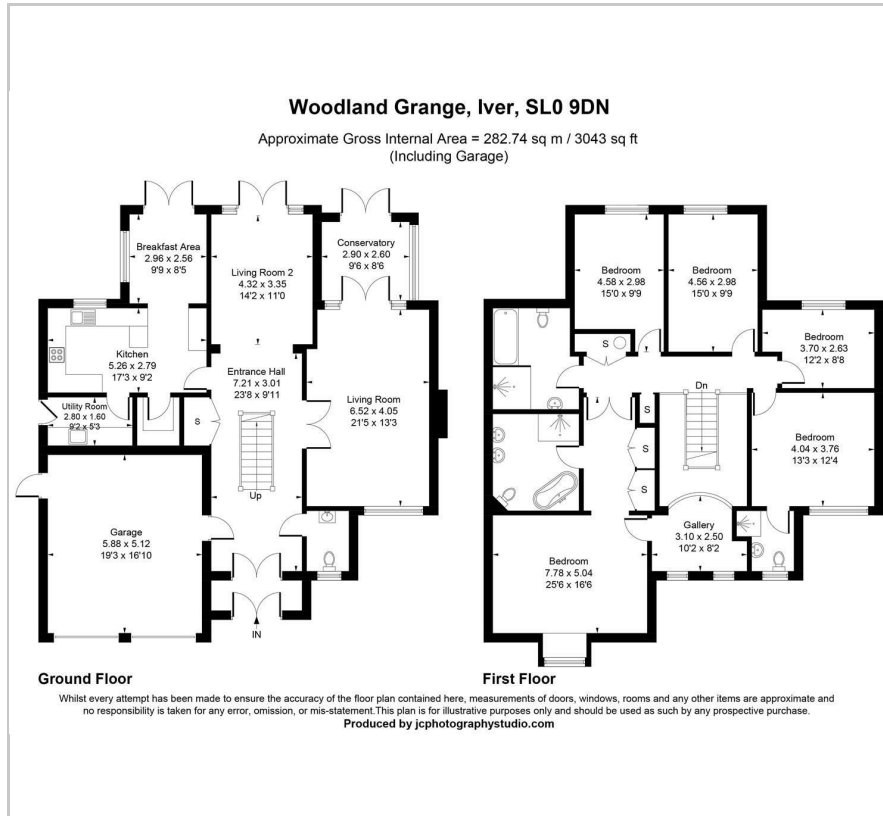 Woodland Grange, Iver, SL0 9DN
Approximate Gross Internal Area = 282.74 sq m / 3043 sq ft
(Including Garage)
Breakfast Area
2.96 x 2.56
9'9 x 8'5
Living Room 2
4.32 x 3.35
14'2 x 11'0
Conservatory
2.90 x 2.60
9'6 x 8'6
Kitchen
5.26 x 2.79
17'3 x 9'2
Entrance Hall
7.21 x 3.01
23'8 x 9'11
Living Room
6.52 x 4.05
21'5 x 13'3
Utility Room
2.80 x 1.60
9'2 x 5'3
S
Up
Garage
5.88 x 5.12
19'3 x 16'10
IN
Ground Floor
Bedroom
4.58 x 2.98
15'0 x 9'9
Bedroom
4.56 x 2.98
15'0 x 9'9
Bedroom
3.70 x 2.63
12'2 x 8'8
S
Dn
S
S
S
Bedroom
4.04 x 3.76
13'3 x 12'4
Gallery
3.10 x 2.50
10'2 x 8'2
Bedroom
7.78 x 5.04
25'6 x 16'6
First Floor
Whilst every attempt has been made to ensure the accuracy of the floor plan contained here, measurements of doors, windows, rooms and any other items are approximate and
no responsibility is taken for any error, omission, or mis-statement.This plan is for illustrative purposes only and should be used as such by any prospective purchase.
Produced by jcphotographystudio.com